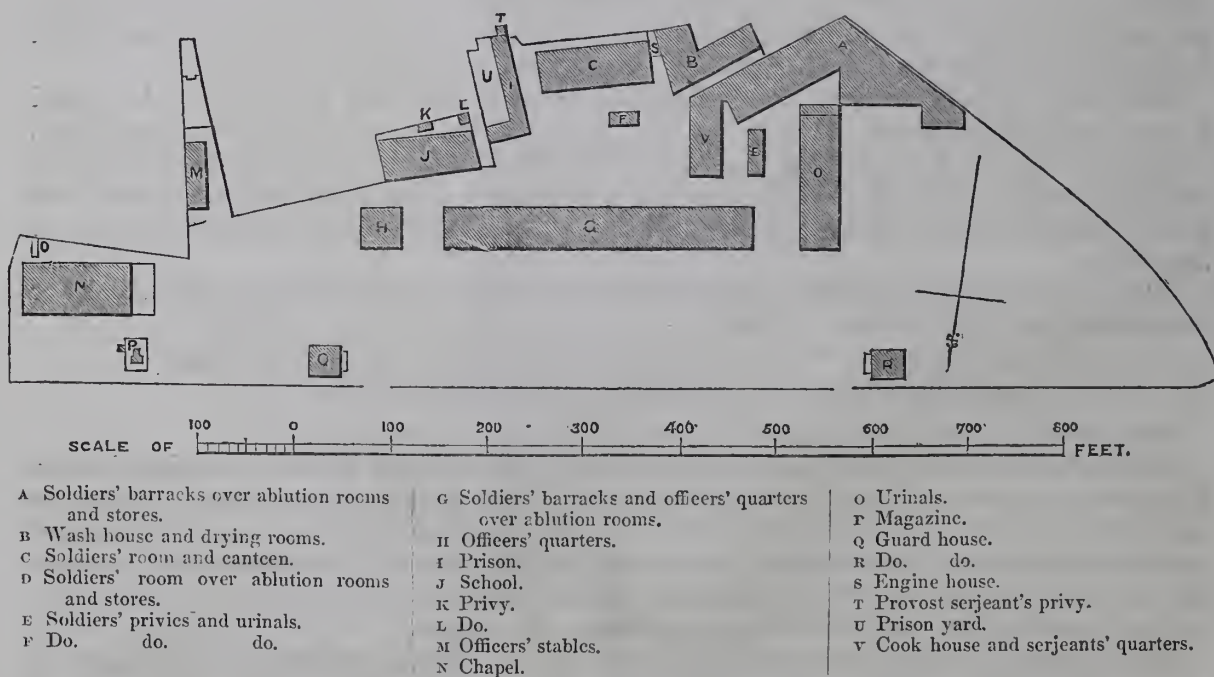 T
S
B
A
C
U
I
K
L
F
M
J
V
E
O
H
G
O
N
P
Q
R
100 0 100 200 300 400 500 600 700 800
SCALE OF FEET.
A Soldiers' barracks over ablution rooms
and stores.
B Wash house and drying rooms.
C Soldiers' room and canteen.
D Soldiers' room over ablution rooms
and stores.
E Soldiers' privies and urinals.
F Do. do. do.
G Soldiers' barracks and officers' quarters
over ablution rooms.
H Officers' quarters.
I Prison.
J School.
K Privy.
L Do.
M Officers' stables.
N Chapel.
O Urinals.
P Magazine.
Q Guard house.
R Do. do.
S Engine house.
T Provost serjeant's privy.
U Prison yard.
V Cook house and serjeants' quarters.